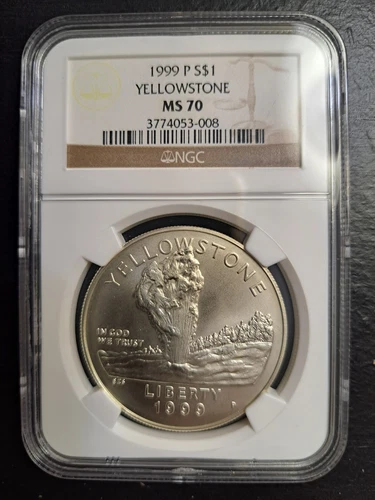 1999 P S$1
YELLOWSTONE
MS 70
3774053-008
NGC
YELLOWSTONE
IN GOD
WE TRUST
LIBERTY
1999
P